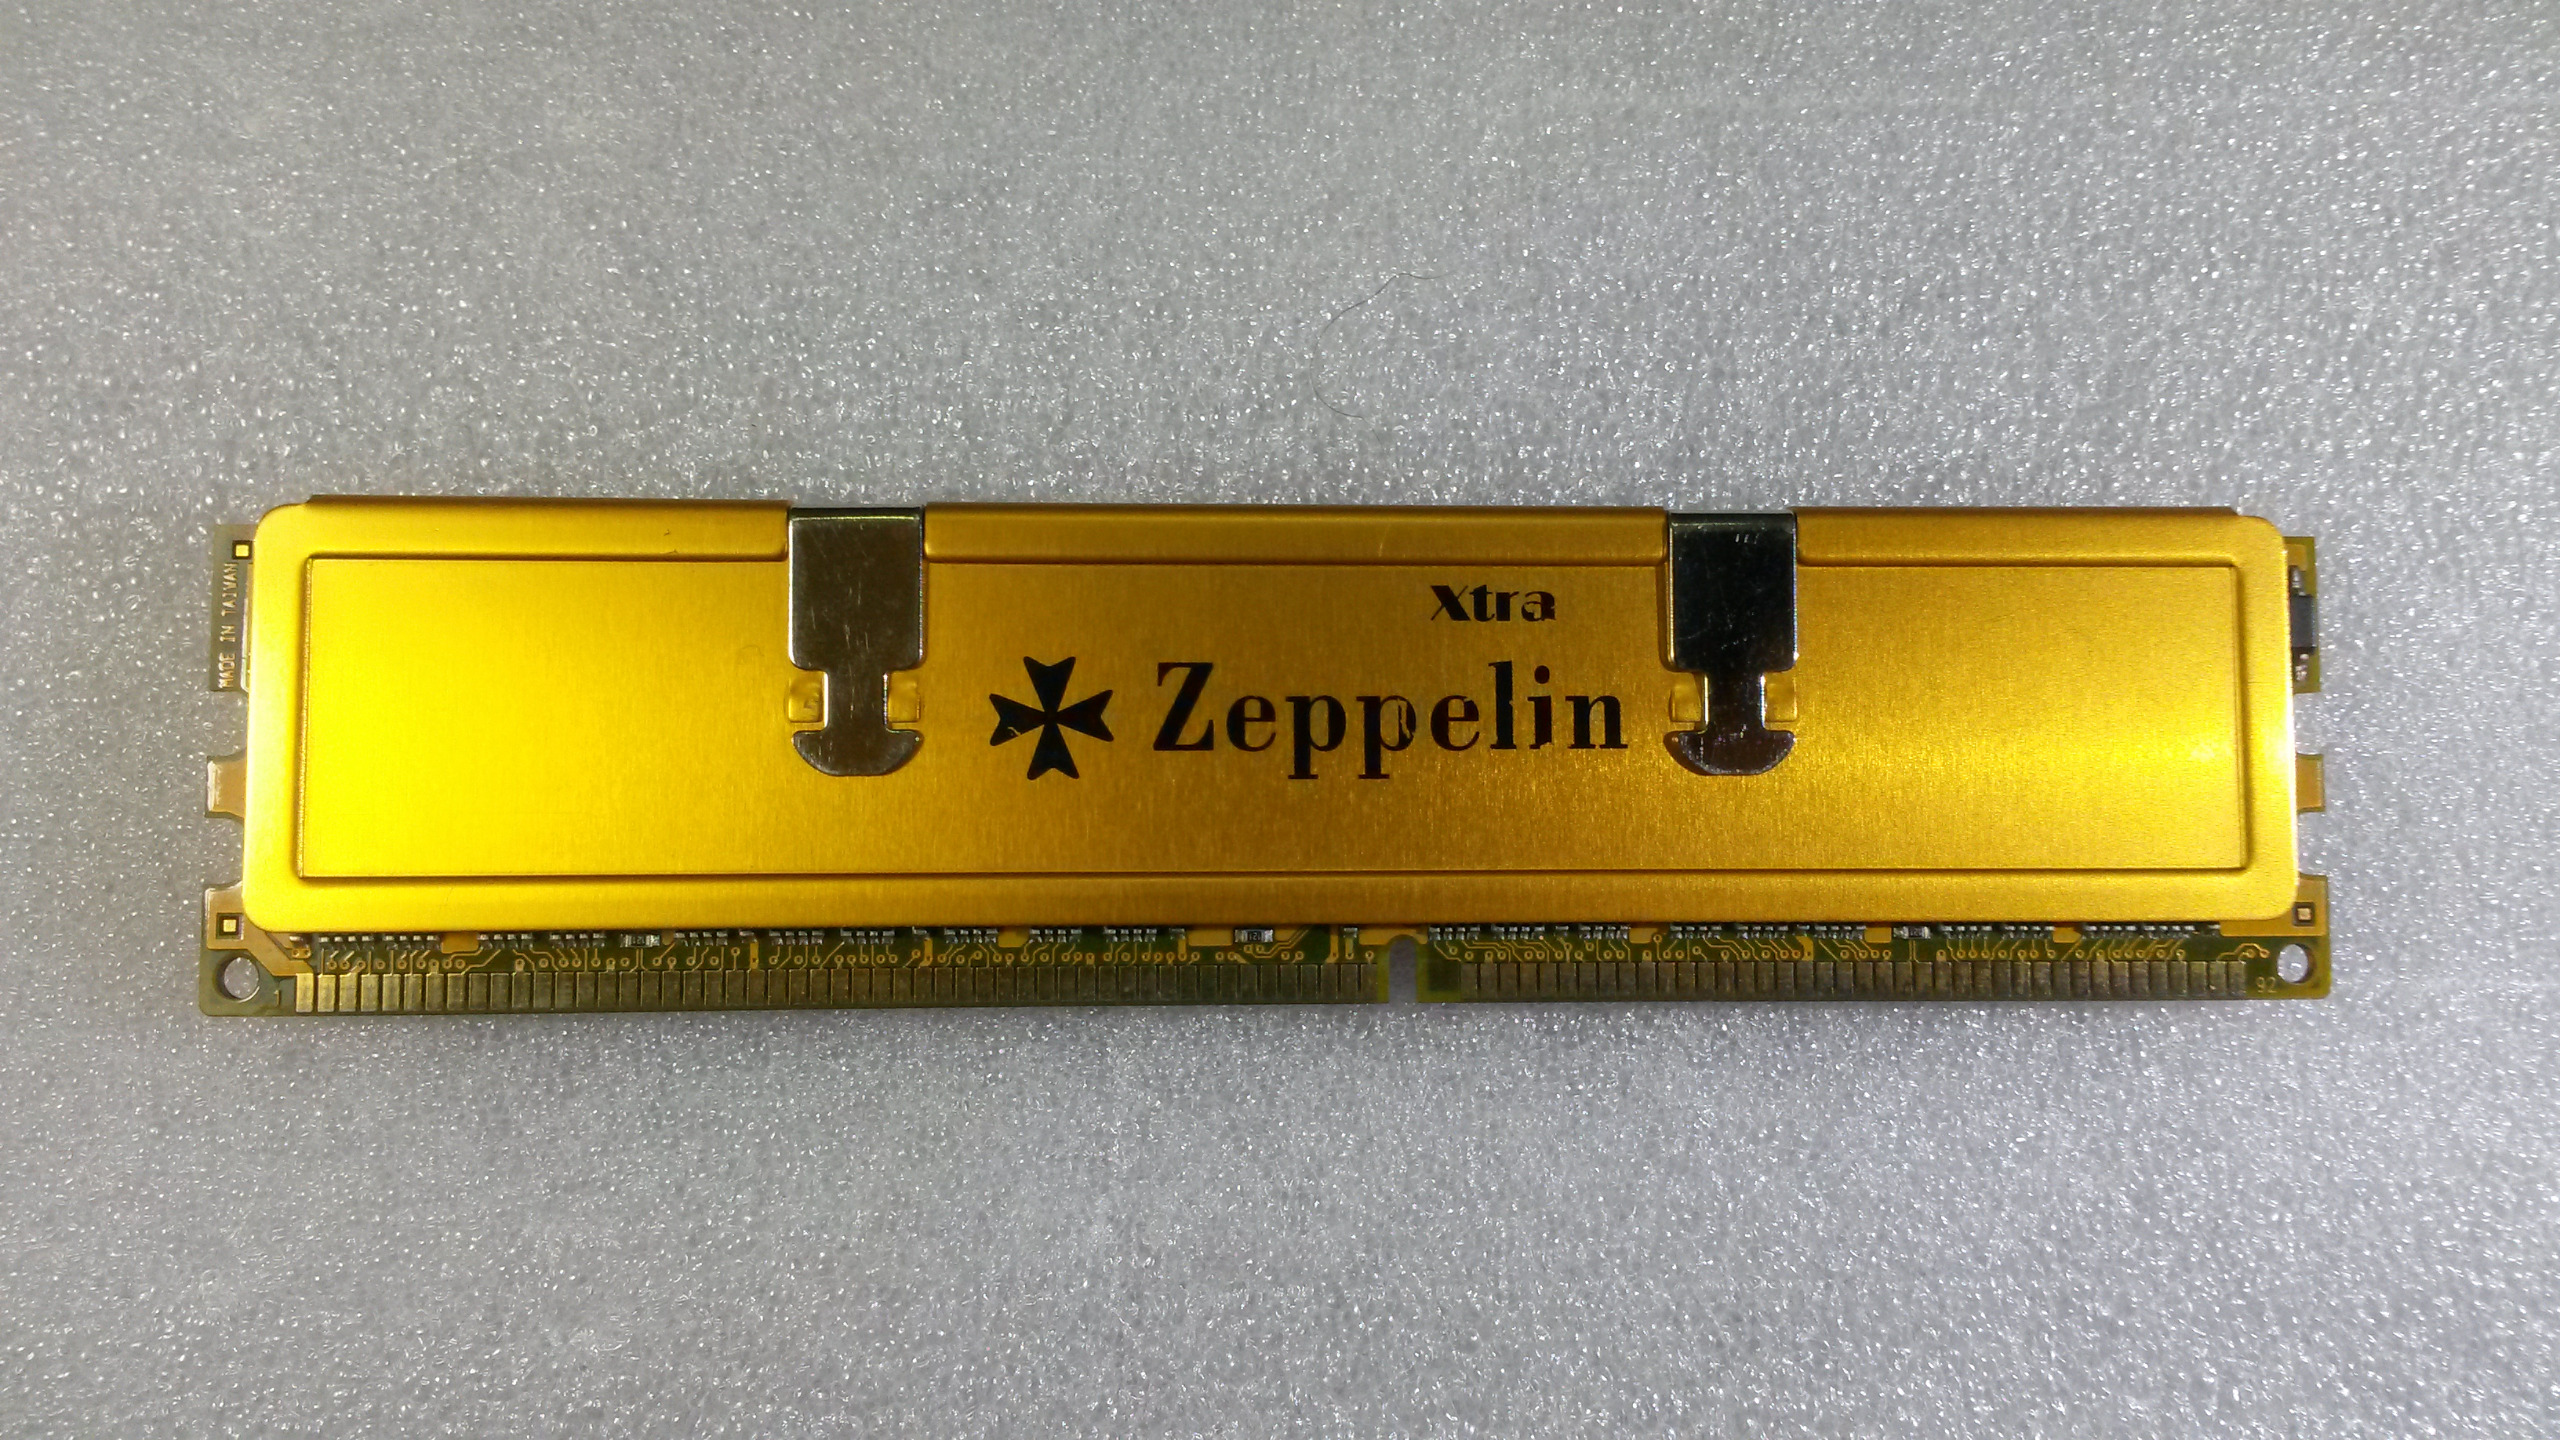 Xtra
Zeppelin
MADE IN TAIWAN
1
92